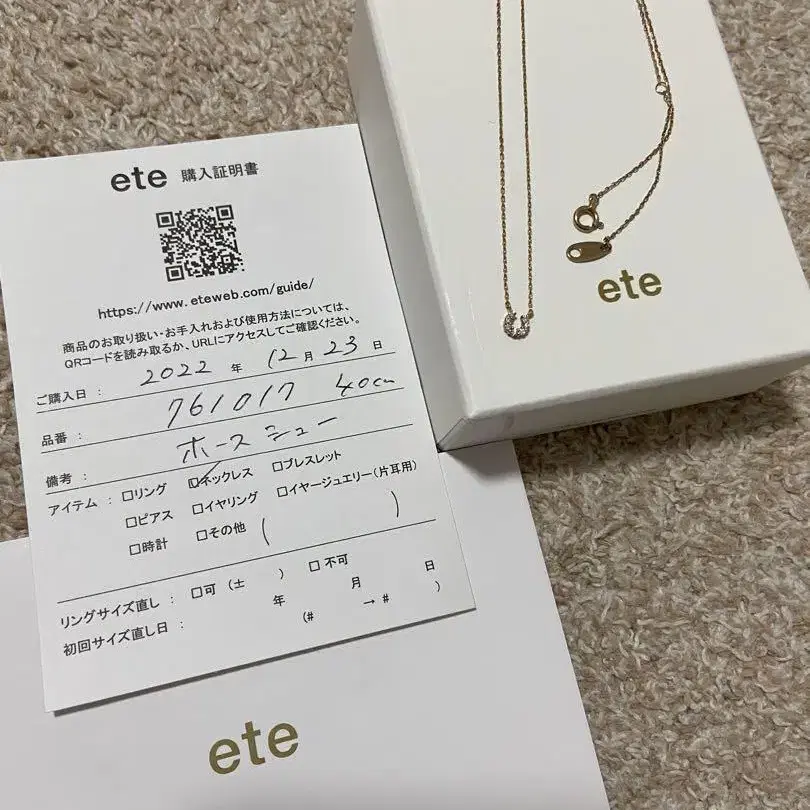 ete 購入証明書
https://www.eteweb.com/guide/
商品のお取り扱い・お手入れおよび使用方法については、
QRコードを読み取るか、URLにアクセスしてご確認ください。
ご購入日 : 2022 年 12 月 23 日
品番 : 761017 40cm
備考 : ホースシュー
アイテム : □リング ☑ネックレス □ブレスレット
□ピアス □イヤリング □イヤージュエリー(片耳用)
□時計 □その他 ( )
リングサイズ直し : □可 (± ) □不可
初回サイズ直し日 : 年 月 日
(# → # )
ete
ete